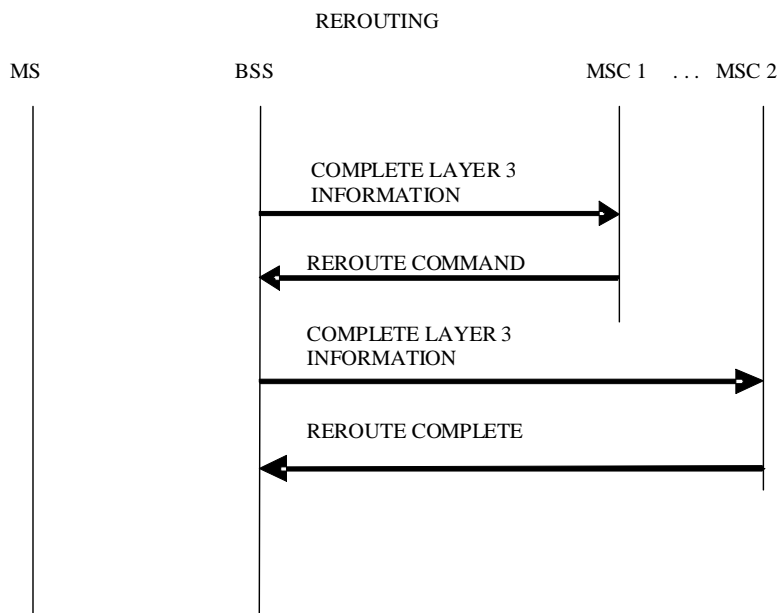 REROUTING
MS BSS MSC 1 . . . MSC 2
COMPLETE LAYER 3
INFORMATION
REROUTE COMMAND
COMPLETE LAYER 3
INFORMATION
REROUTE COMPLETE